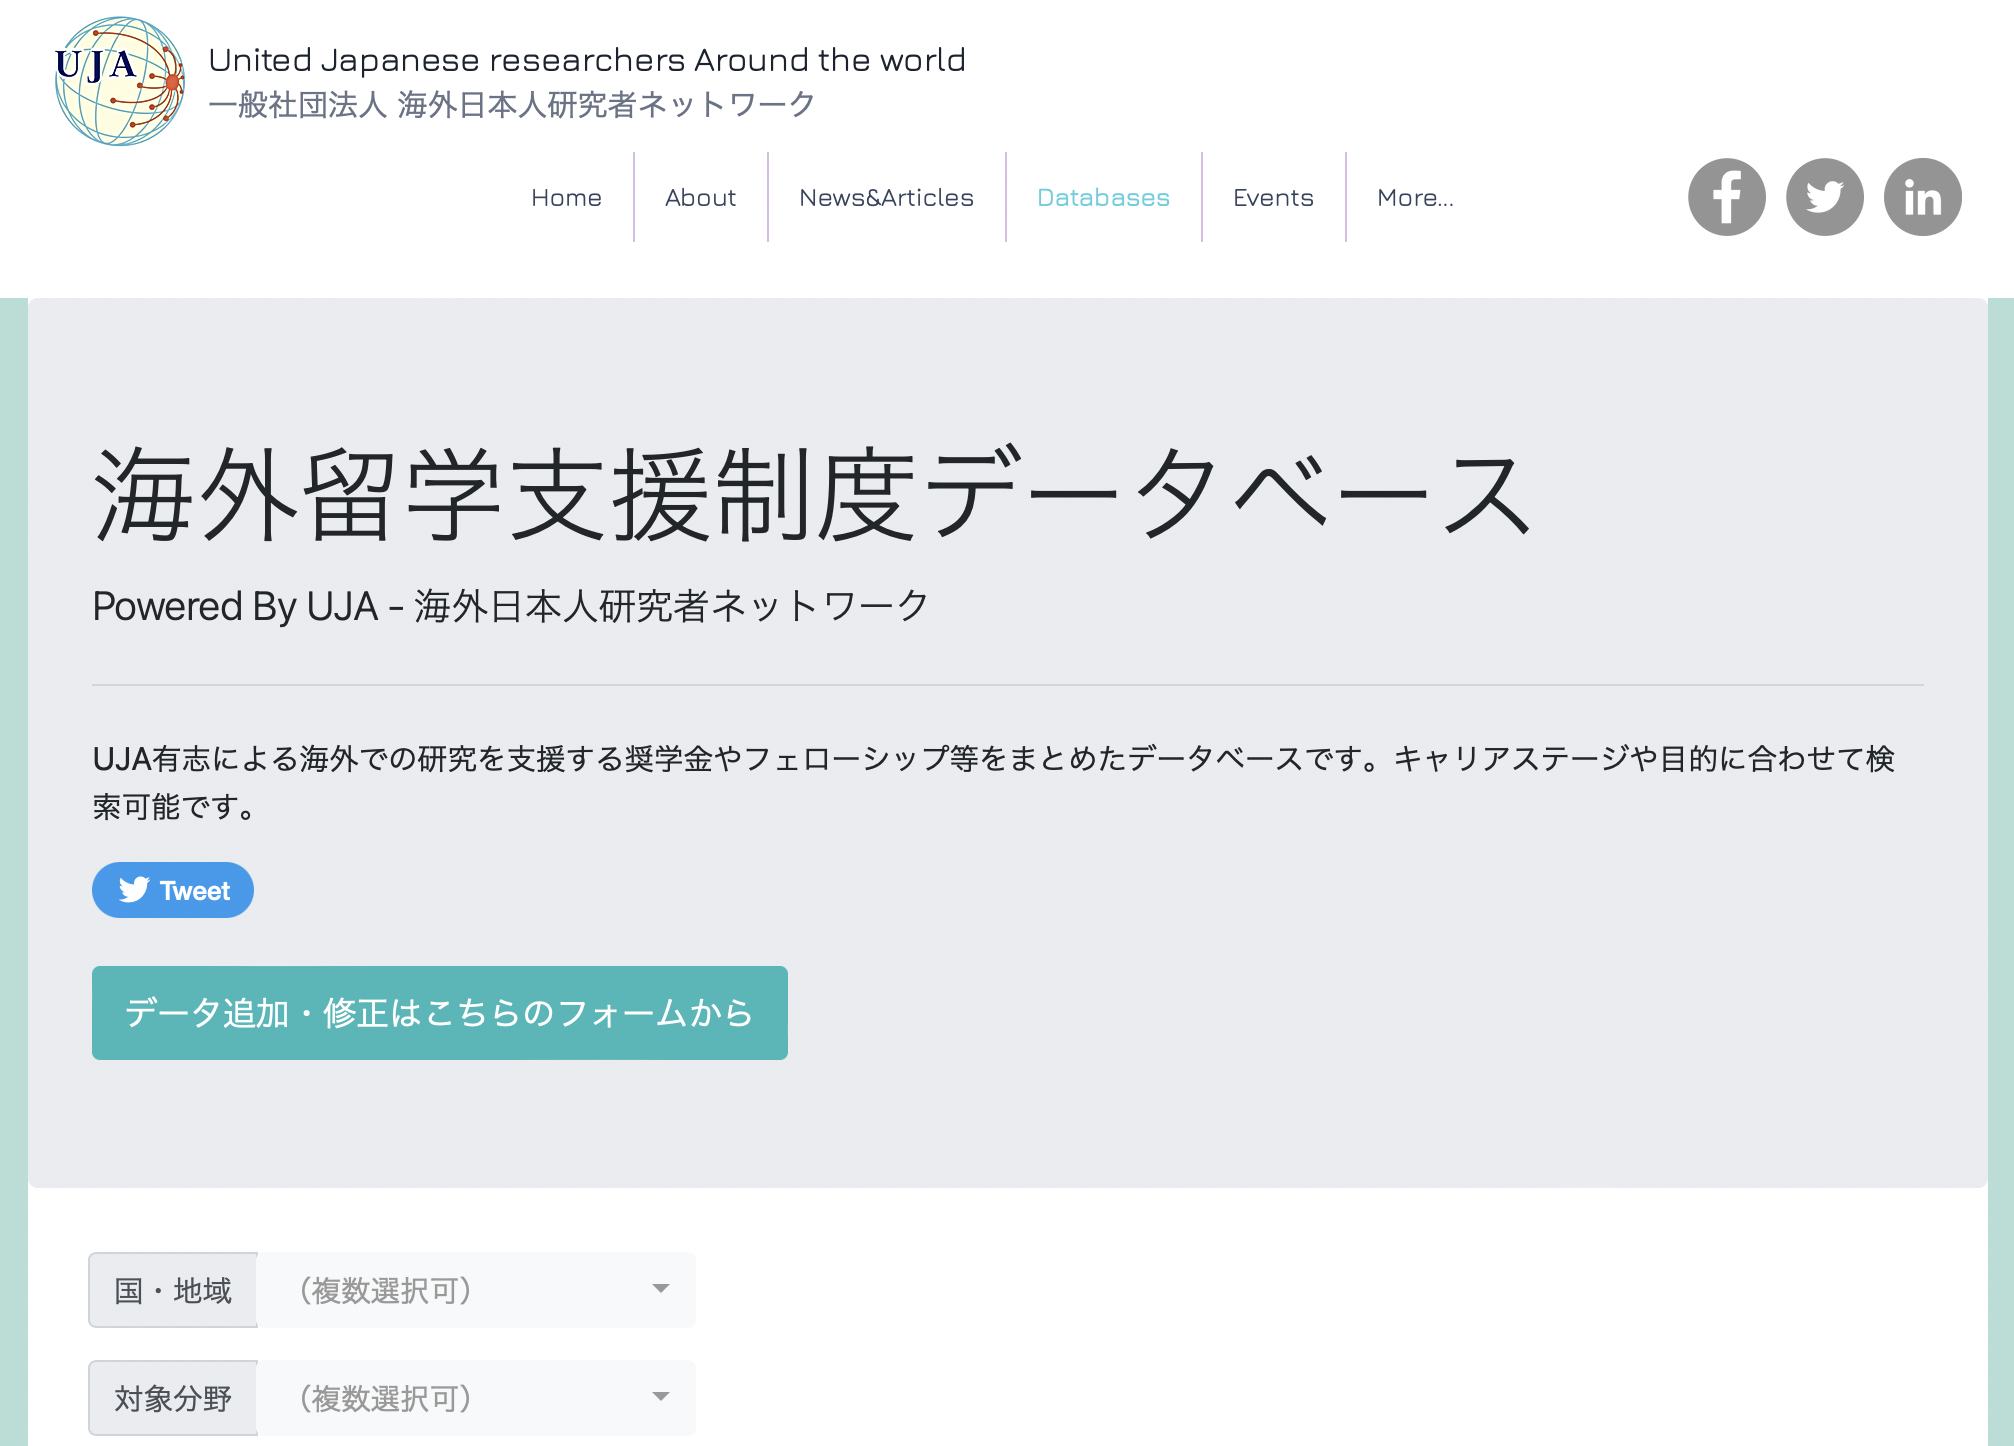 UJA
United Japanese researchers Around the world
一般社団法人 海外日本人研究者ネットワーク
Home
About
News&Articles
Databases
Events
More...
海外留学支援制度データベース
Powered By UJA - 海外日本人研究者ネットワーク
UJA有志による海外での研究を支援する奨学金やフェローシップ等をまとめたデータベースです。キャリアステージや目的に合わせて検
索可能です。
Tweet
データ追加・修正はこちらのフォームから
国・地域 （複数選択可）
対象分野 （複数選択可）